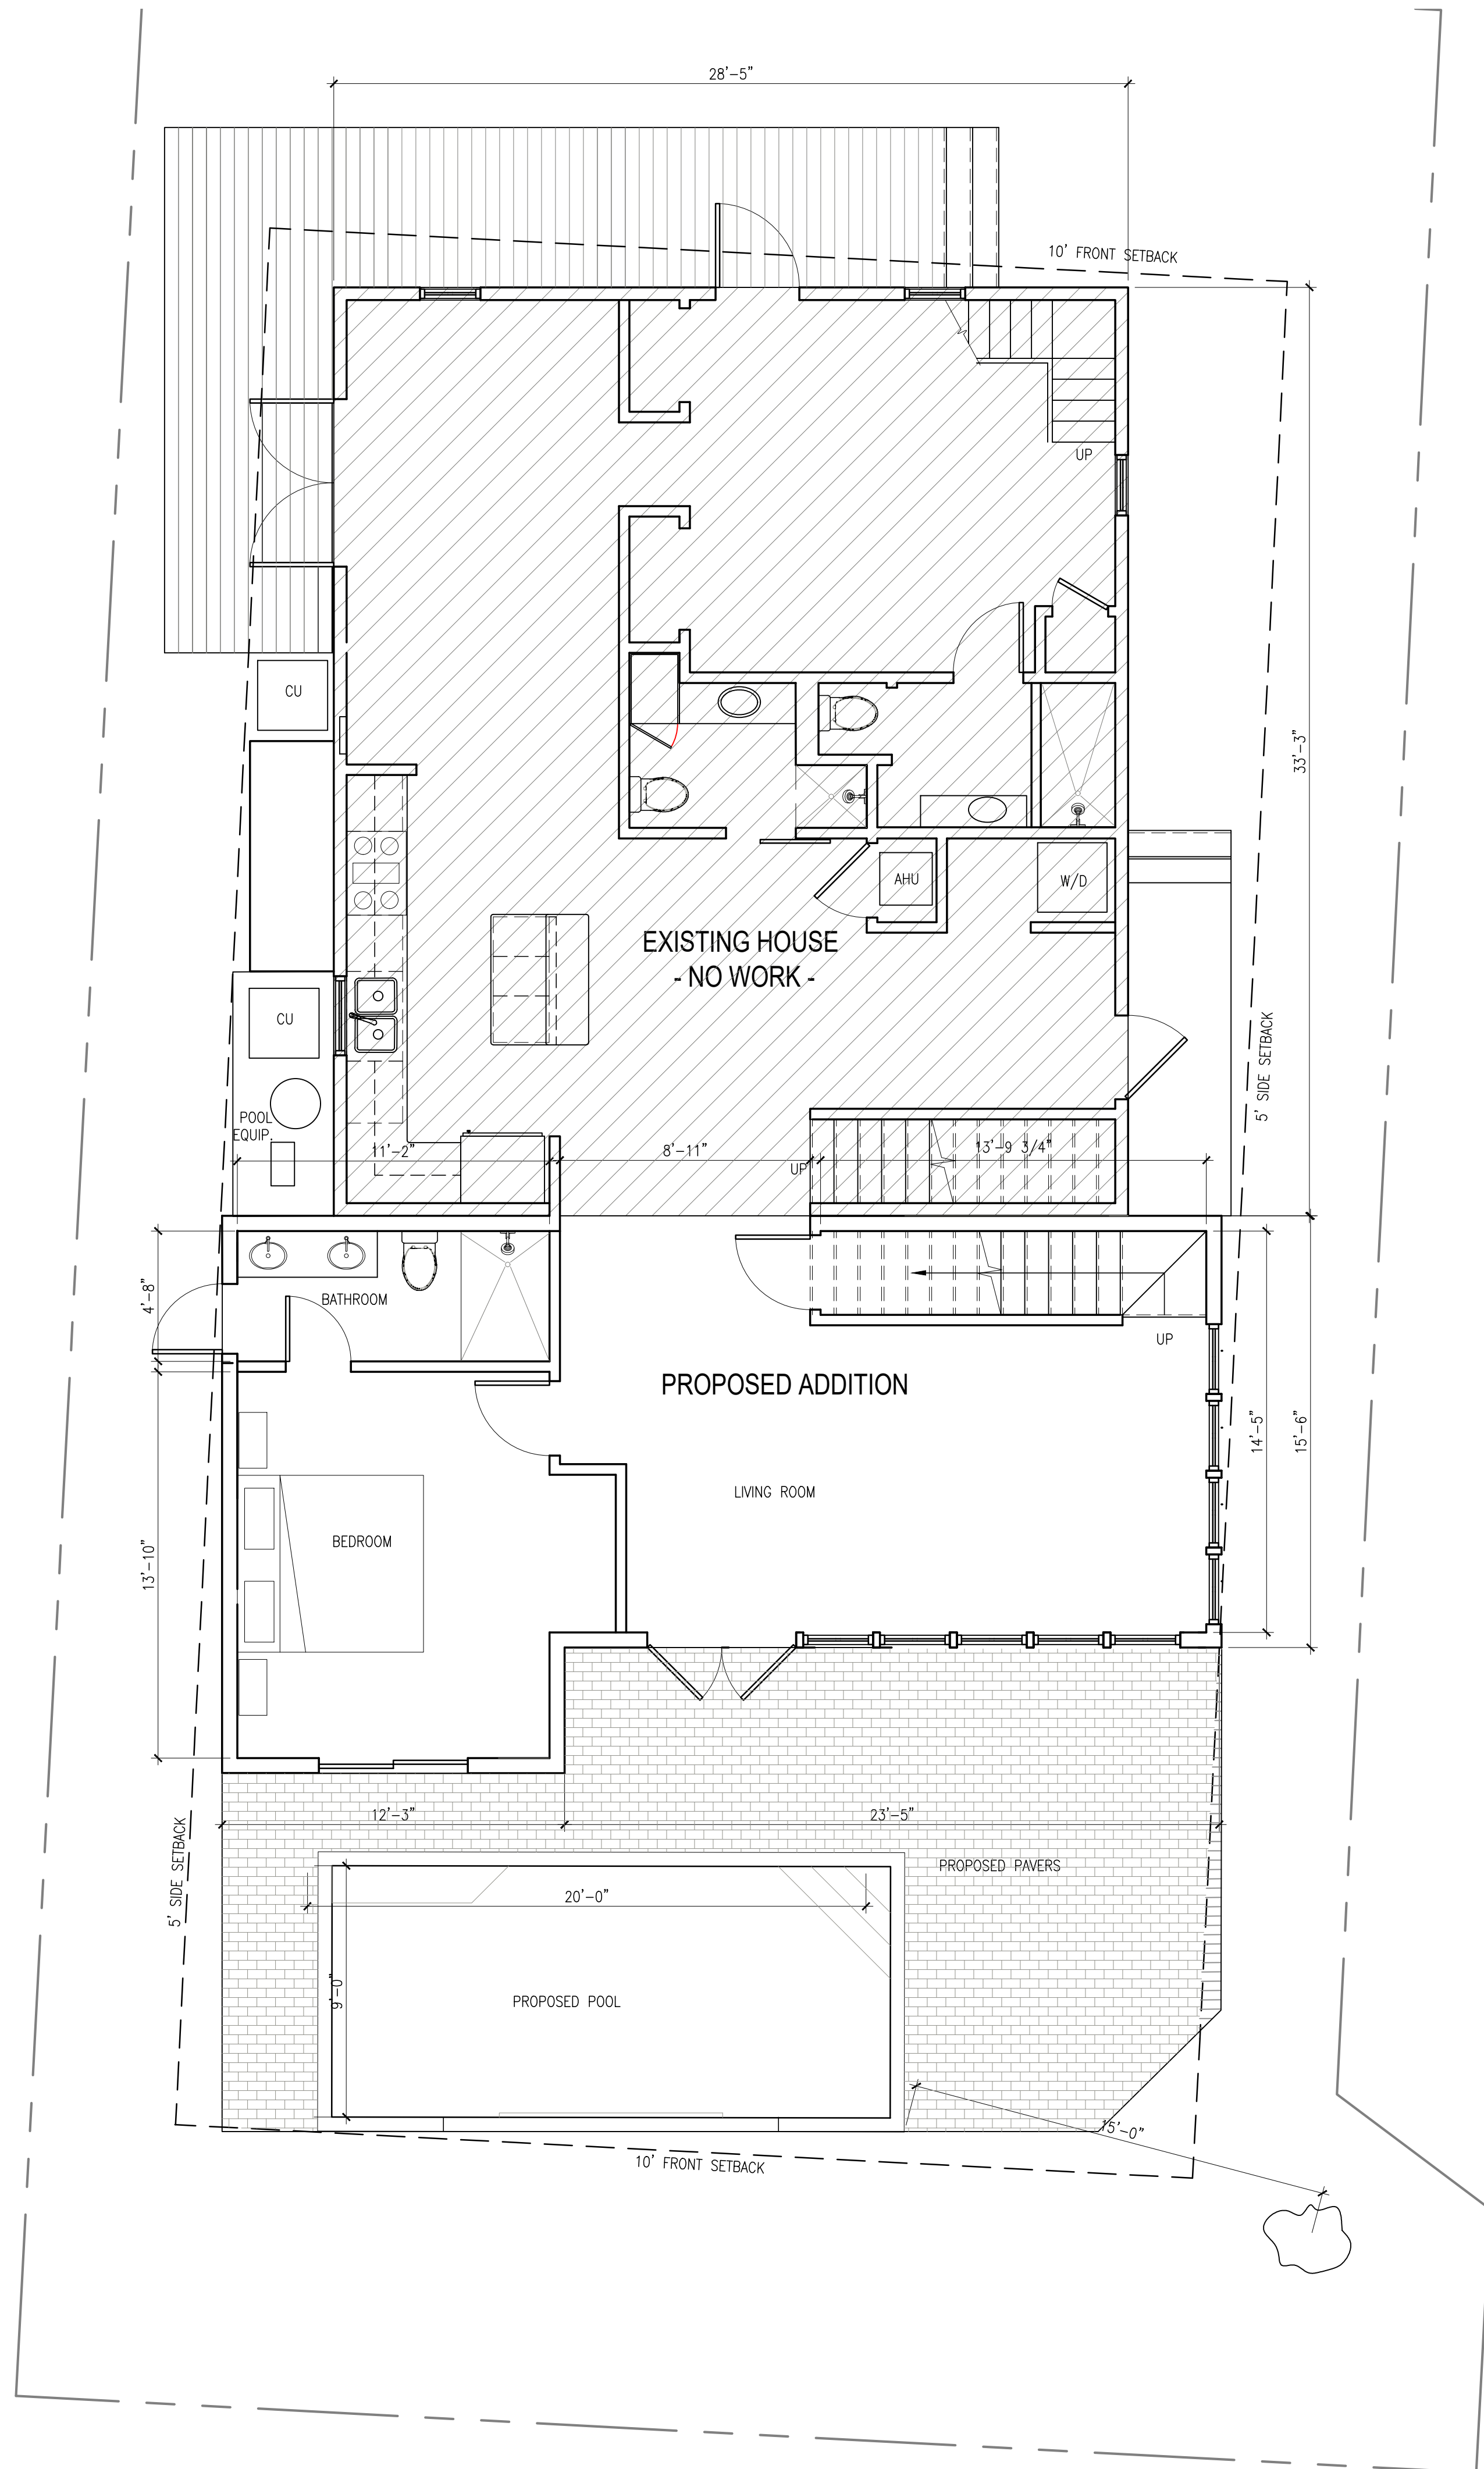 28'-5"
10' FRONT SETBACK
UP
CU
33'-3"
AHU
W/D
EXISTING HOUSE
- NO WORK -
CU
5' SIDE SETBACK
POOL
EQUIP.
11'-2"
8'-11"
13'-9 3/4"
UP
4'-8"
BATHROOM
UP
PROPOSED ADDITION
14'-5"
15'-6"
LIVING ROOM
BEDROOM
13'-10"
12'-3"
23'-5"
5' SIDE SETBACK
PROPOSED PAVERS
20'-0"
9'-0"
PROPOSED POOL
15'-0"
10' FRONT SETBACK